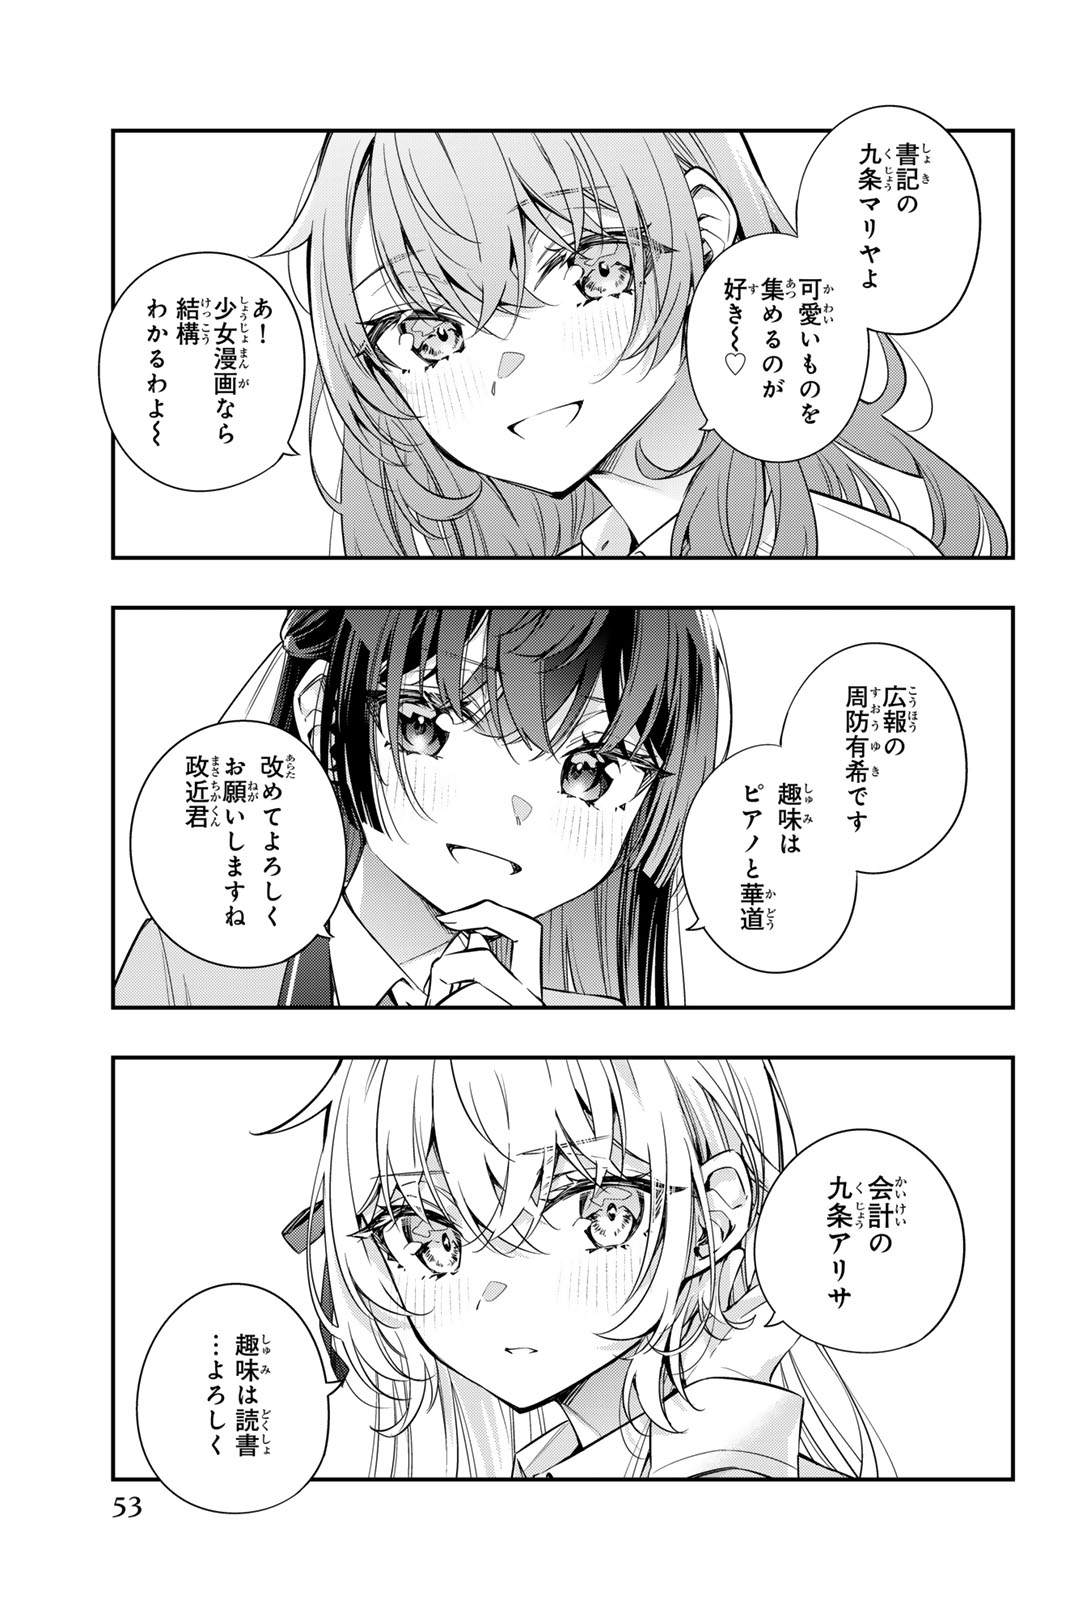 書記の
九条マリヤよ
可愛いものを
集めるのが
好き〜♡
あ！
少女漫画なら
結構
わかるわよ〜
広報の
周防有希です
趣味は
ピアノと華道
改めてよろしく
お願いしますね
政近君
会計の
九条アリサ
趣味は読書
…よろしく
53